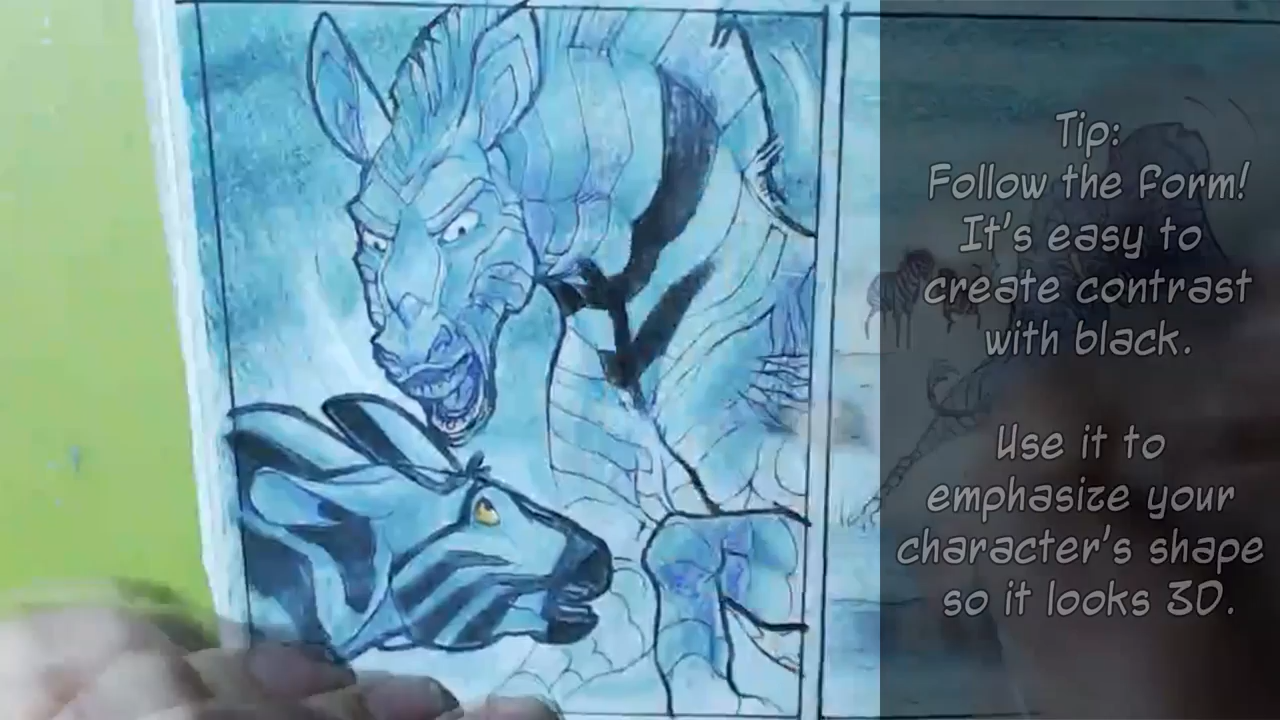 Tip:
Follow the form!
It's easy to
create contrast
with black.
Use it to
emphasize your
character's shape
so it looks 3D.